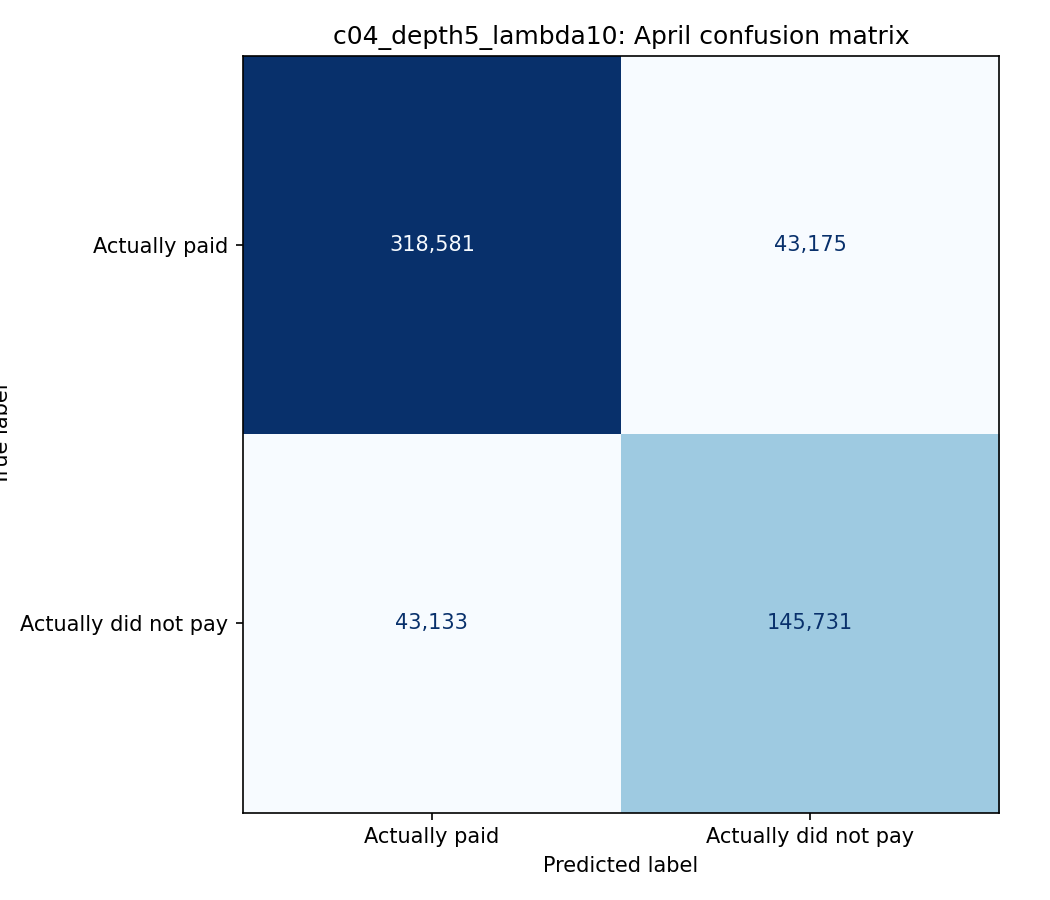 c04_depth5_lambda10: April confusion matrix
Actually paid
318,581
43,175
label
Actually did not pay
43,133
145,731
Actually paid
Actually did not pay
Predicted label